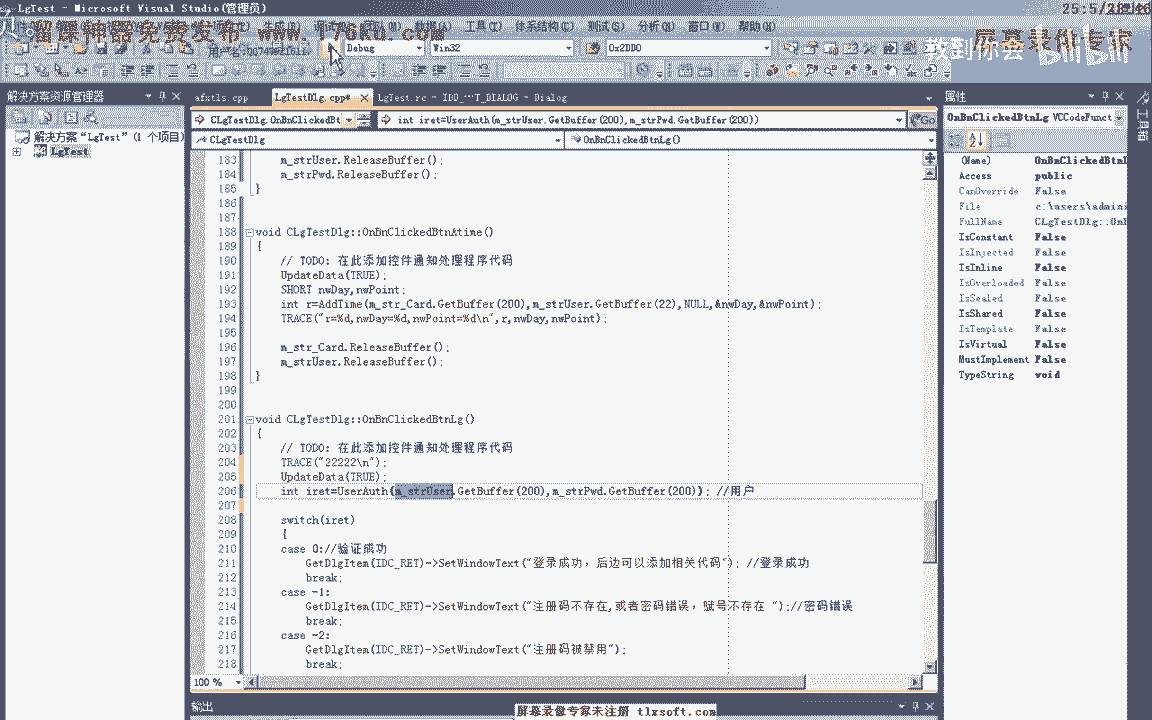 LgTest - Microsoft Visual Studio(管理员)
工具(T) 体系结构(C) 测试(S) 分析(N) 窗口(W) 帮助(H)
www.176ku.com
屏幕录像专家
教到你会
bilibili
Debug Win32 0x2DD0
解决方案资源管理器
解决方案“LgTest” (1 个项目)
LgTest
afxtls.cpp LgTestDlg.cpp* LgTest.rc - IDD_···T_DIALOG - Dialog
CLgTestDlg.OnBnClickedBt int iret=UserAuth(m_strUser.GetBuffer(200),m_strPwd.GetBuffer(200)) Go
CLgTestDlg OnBnClickedBtnLg()
183 m_strUser.ReleaseBuffer();
184 m_strPwd.ReleaseBuffer();
185 }
186
187
188 void CLgTestDlg::OnBnClickedBtnAtime()
189 {
190 // TODO: 在此添加控件通知处理程序代码
191 UpdateData(TRUE);
192 SHORT nwDay,nwPoint;
193 int r=AddTime(m_str_Card.GetBuffer(200),m_strUser.GetBuffer(22),NULL,&nwDay,&nwPoint);
194 TRACE("r=%d,nwDay=%d,nwPoint=%d\n",r,nwDay,nwPoint);
195
196 m_str_Card.ReleaseBuffer();
197 m_strUser.ReleaseBuffer();
198 }
199
200
201 void CLgTestDlg::OnBnClickedBtnLg()
202 {
203 // TODO: 在此添加控件通知处理程序代码
204 TRACE("22222\n");
205 UpdateData(TRUE);
206 int iret=UserAuth(m_strUser.GetBuffer(200),m_strPwd.GetBuffer(200)); //用户
207
208 switch(iret)
209 {
210 case 0://验证成功
211 GetDlgItem(IDC_RET)->SetWindowText("登录成功，后边可以添加相关代码"); //登录成功
212 break;
213 case -1:
214 GetDlgItem(IDC_RET)->SetWindowText("注册码不存在,或者密码错误，赋号不存在 ");//密码错误
215 break;
216 case -2:
217 GetDlgItem(IDC_RET)->SetWindowText("注册码被禁用");
218 break;
100 %
输出
属性
OnBnClickedBtnLg VCCodeFunct
(Name) OnBnClickedBtnL
Access public
CanOverride False
File c:\users\admini
FullName CLgTestDlg::OnB
IsConstant False
IsInjected False
IsInline False
IsOverloaded False
IsSealed False
IsShared False
IsTemplate False
IsVirtual False
MustImplement False
TypeString void
工具箱
屏幕录像专家未注册 tlxsoft.com